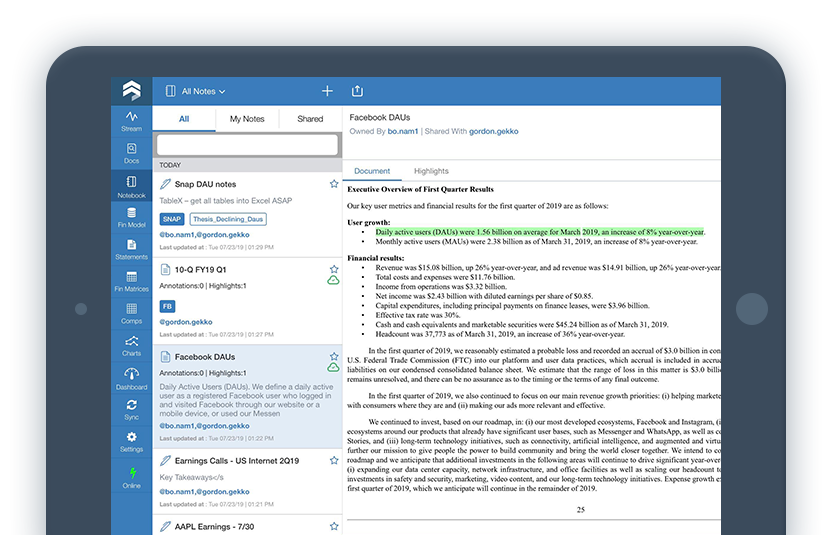 All Notes
Stream
Docs
Notebook
Fin Model
Statements
Fin Matrices
Comps
Charts
Dashboard
Sync
Settings
Online
All
My Notes
Shared
TODAY
Snap DAU notes
TableX – get all tables into Excel ASAP
SNAP
Thesis_Declining_Daus
@bo.nam1,@gordon.gekko
Last updated at : Tue 07/23/19 | 01:29 PM
10-Q FY19 Q1
Annotations:0 | Highlights:1
FB
@gordon.gekko
Last updated at : Tue 07/23/19 | 01:27 PM
Facebook DAUs
Annotations:0 | Highlights:1
Daily Active Users (DAUs). We define a daily active
user as a registered Facebook user who logged in
and visited Facebook through our website or a
mobile device, or used our Messen
@bo.nam1,@gordon.gekko
Last updated at : Tue 07/23/19 | 01:22 PM
Earnings Calls - US Internet 2Q19
Key Takeaways</s
@bo.nam1,@gordon.gekko
Last updated at : Tue 07/23/19 | 01:21 PM
AAPL Earnings - 7/30
Facebook DAUs
Owned By bo.nam1 | Shared With gordon.gekko
Document
Highlights
Executive Overview of First Quarter Results
Our key user metrics and financial results for the first quarter of 2019 are as follows:
User growth:
• Daily active users (DAUs) were 1.56 billion on average for March 2019, an increase of 8% year-over-year.
• Monthly active users (MAUs) were 2.38 billion as of March 31, 2019, an increase of 8% year-over-year.
Financial results:
• Revenue was $15.08 billion, up 26% year-over-year, and ad revenue was $14.91 billion, up 26% year-over-year.
• Total costs and expenses were $11.76 billion.
• Income from operations was $3.32 billion.
• Net income was $2.43 billion with diluted earnings per share of $0.85.
• Capital expenditures, including principal payments on finance leases, were $3.96 billion.
• Effective tax rate was 30%.
• Cash and cash equivalents and marketable securities were $45.24 billion as of March 31, 2019.
• Headcount was 37,773 as of March 31, 2019, an increase of 36% year-over-year.
In the first quarter of 2019, we reasonably estimated a probable loss and recorded an accrual of $3.0 billion in con
U.S. Federal Trade Commission (FTC) into our platform and user data practices, which accrual is included in accru
liabilities on our condensed consolidated balance sheet. We estimate that the range of loss in this matter is $3.0 billi
remains unresolved, and there can be no assurance as to the timing or the terms of any final outcome.
In the first quarter of 2019, we also continued to focus on our main revenue growth priorities: (i) helping markete
with consumers where they are and (ii) making our ads more relevant and effective.
We continued to invest, based on our roadmap, in: (i) our most developed ecosystems, Facebook and Instagram, (i
ecosystems around our products that already have significant user bases, such as Messenger and WhatsApp, as well as c
Stories, and (iii) long-term technology initiatives, such as connectivity, artificial intelligence, and augmented and virtu
further our mission to give people the power to build community and bring the world closer together. We intend to co
roadmap and we anticipate that additional investments in the following areas will continue to drive significant year-over
(i) expanding our data center capacity, network infrastructure, and office facilities as well as scaling our headcount t
investments in safety and security, marketing, video content, and our long-term technology initiatives. Expense growth e
first quarter of 2019, which we anticipate will continue in the remainder of 2019.
25